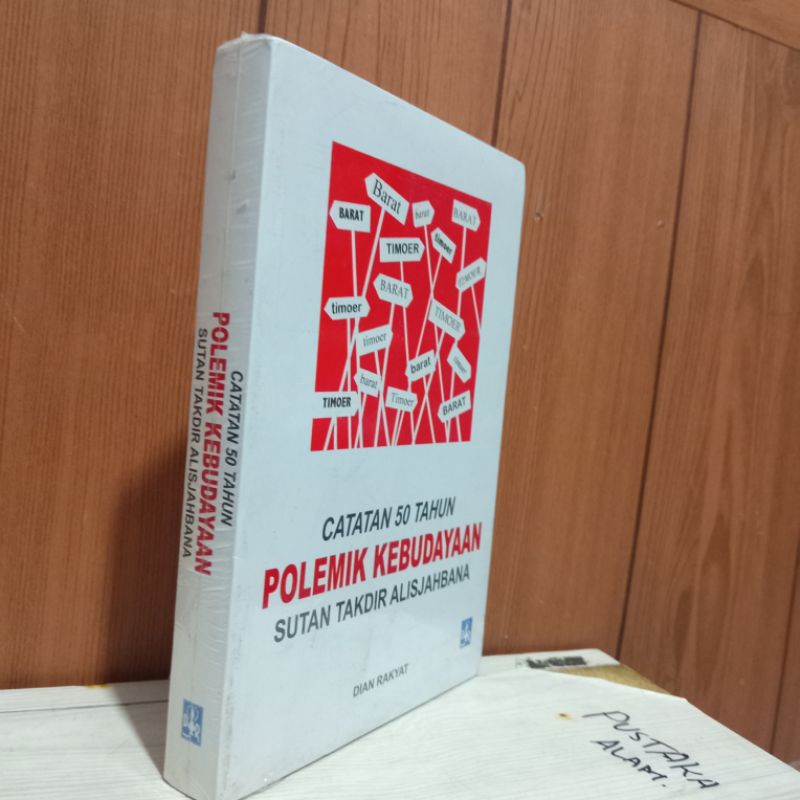 CATATAN 50 TAHUN
POLEMIK KEBUDAYAAN
SUTAN TAKDIR ALISJAHBANA
Barat
BARAT
barat
BARAT
TIMOER
timoer
TIMOER
BARAT
timoer
TIMOER
timoer
barat
timoer
barat
TIMOER
Timoer
BARAT
CATATAN 50 TAHUN
POLEMIK KEBUDAYAAN
SUTAN TAKDIR ALISJAHBANA
DIAN RAKYAT
PUSTAKA
ALAM.